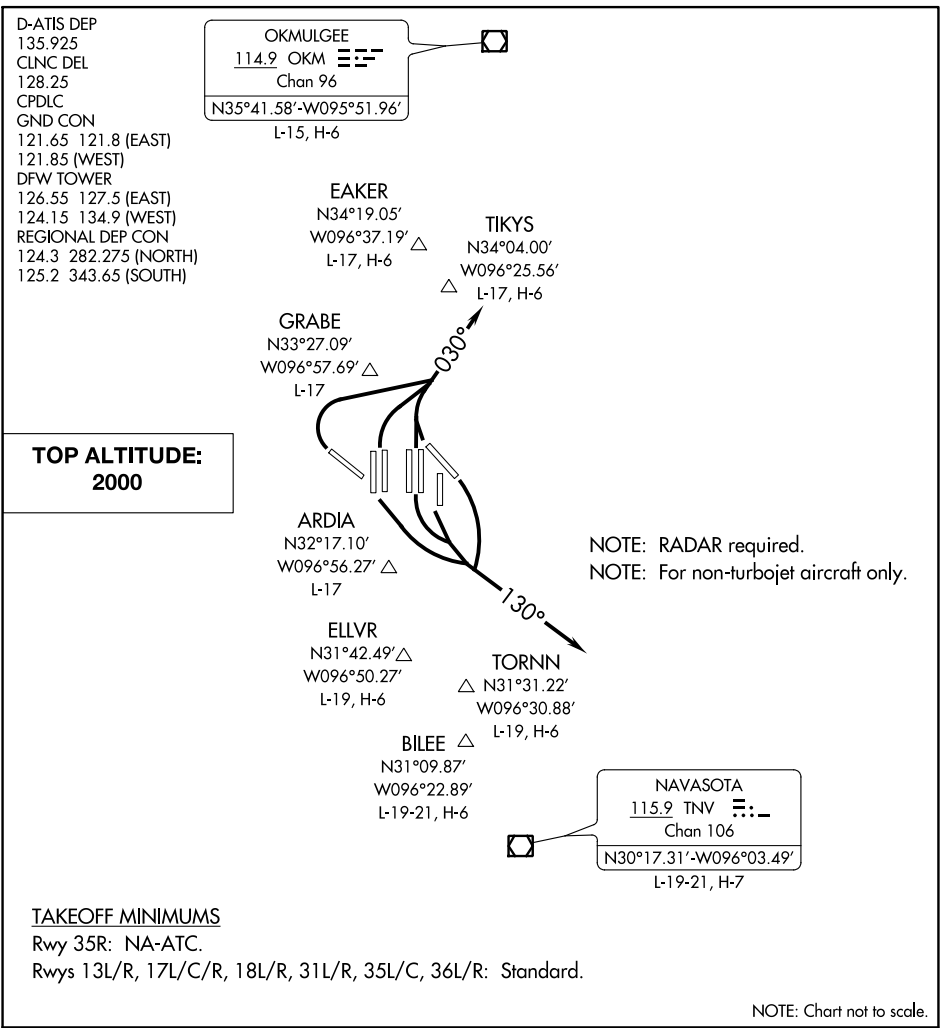 D-ATIS DEP
135.925
CLNC DEL
128.25
CPDLC
GND CON
121.65 121.8 (EAST)
121.85 (WEST)
DFW TOWER
126.55 127.5 (EAST)
124.15 134.9 (WEST)
REGIONAL DEP CON
124.3 282.275 (NORTH)
125.2 343.65 (SOUTH)
OKMULGEE
114.9 OKM
Chan 96
N35°41.58'-W095°51.96'
L-15, H-6
EAKER
N34°19.05'
W096°37.19'
L-17, H-6
TIKYS
N34°04.00'
W096°25.56'
L-17, H-6
GRABE
N33°27.09'
W096°57.69'
L-17
030°
TOP ALTITUDE:
2000
ARDIA
N32°17.10'
W096°56.27'
L-17
NOTE: RADAR required.
NOTE: For non-turbojet aircraft only.
130°
ELLVR
N31°42.49'
W096°50.27'
L-19, H-6
TORNN
N31°31.22'
W096°30.88'
L-19, H-6
BILEE
N31°09.87'
W096°22.89'
L-19-21, H-6
NAVASOTA
115.9 TNV
Chan 106
N30°17.31'-W096°03.49'
L-19-21, H-7
TAKEOFF MINIMUMS
Rwy 35R: NA-ATC.
Rwys 13L/R, 17L/C/R, 18L/R, 31L/R, 35L/C, 36L/R: Standard.
NOTE: Chart not to scale.